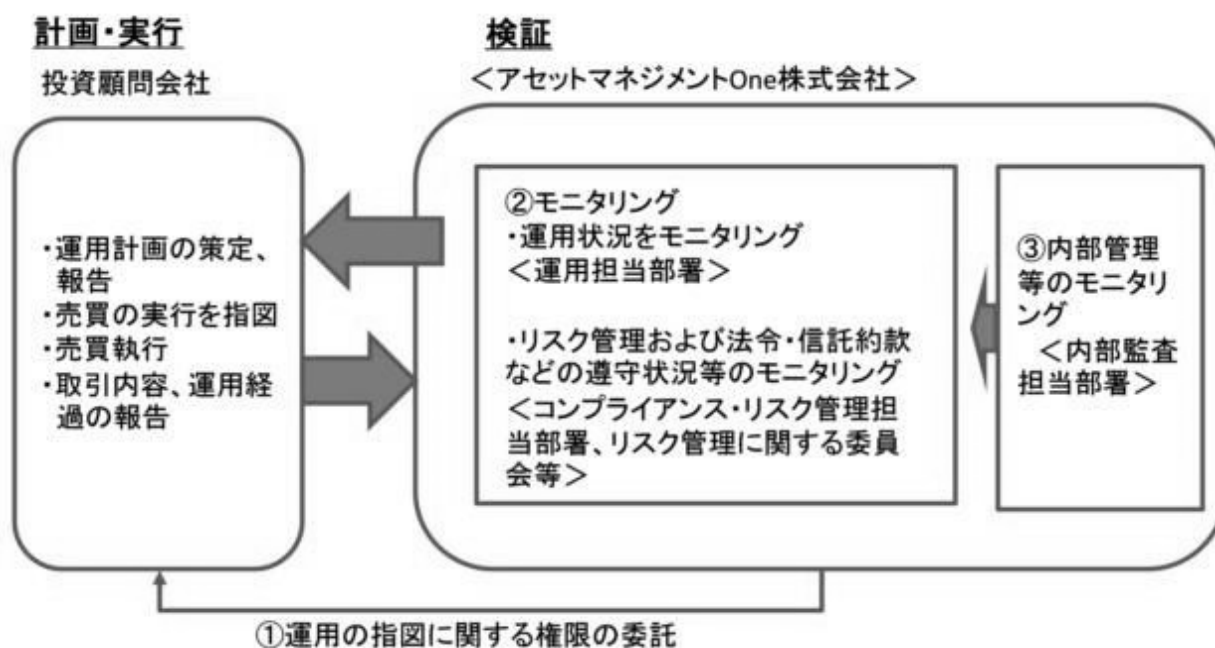 計画・実行
投資顧問会社
・運用計画の策定、
報告
・売買の実行を指図
・売買執行
・取引内容、運用経
過の報告
検証
＜アセットマネジメントOne株式会社＞
②モニタリング
・運用状況をモニタリング
＜運用担当部署＞
・リスク管理および法令・信託約款
などの遵守状況等のモニタリング
＜コンプライアンス・リスク管理担
当部署、リスク管理に関する委員
会等＞
③内部管理
等のモニタリ
ング
＜内部監査
担当部署＞
①運用の指図に関する権限の委託